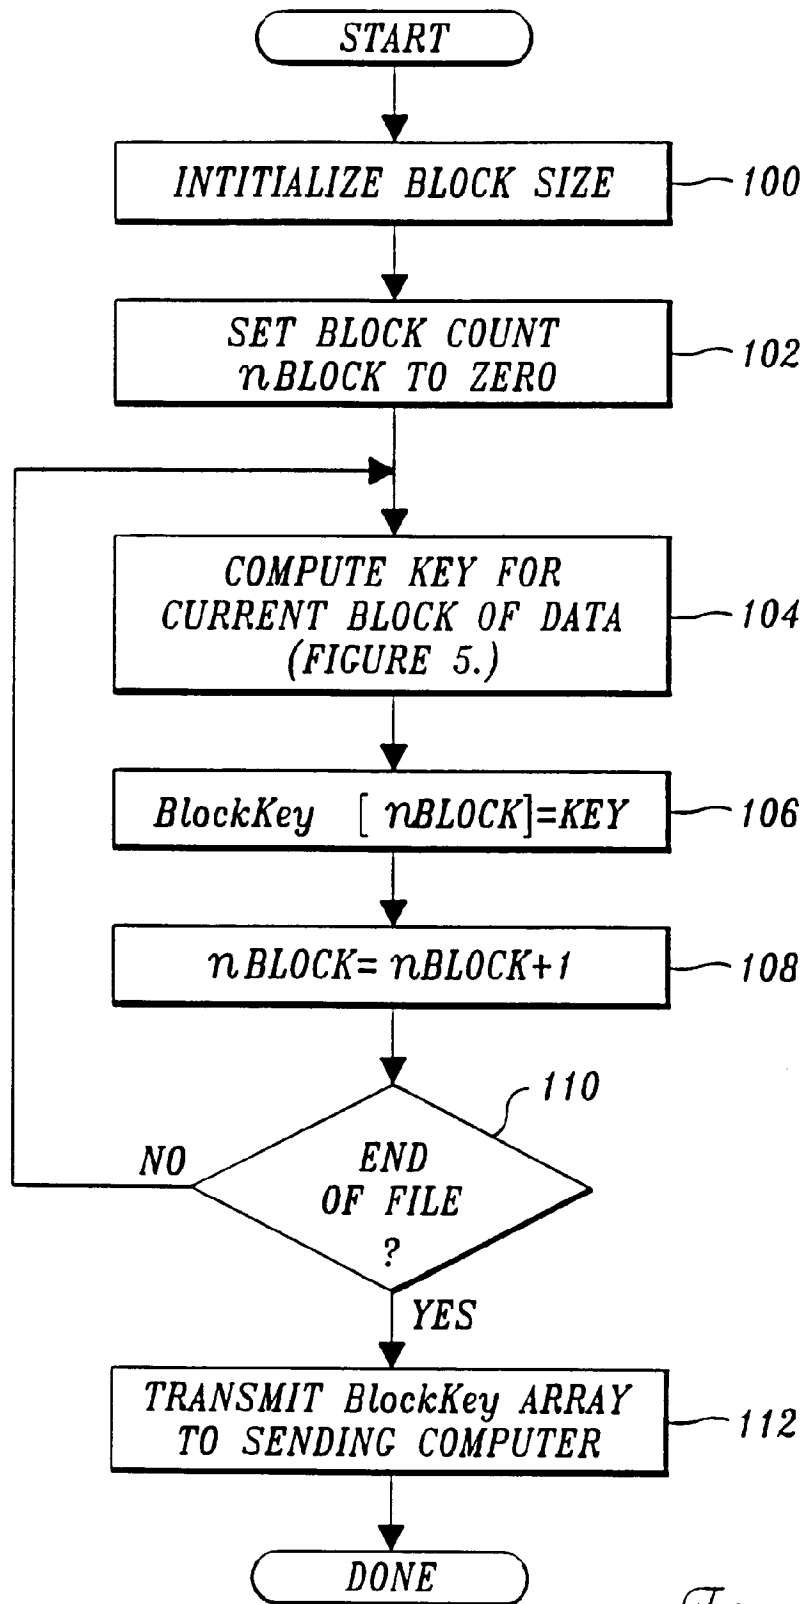 START
INTITIALIZE BLOCK SIZE
100
SET BLOCK COUNT
nBLOCK TO ZERO
102
COMPUTE KEY FOR
CURRENT BLOCK OF DATA
(FIGURE 5.)
104
BlockKey [ nBLOCK]=KEY
106
nBLOCK= nBLOCK+1
108
110
END
OF FILE
?
NO
YES
TRANSMIT BlockKey ARRAY
TO SENDING COMPUTER
112
DONE